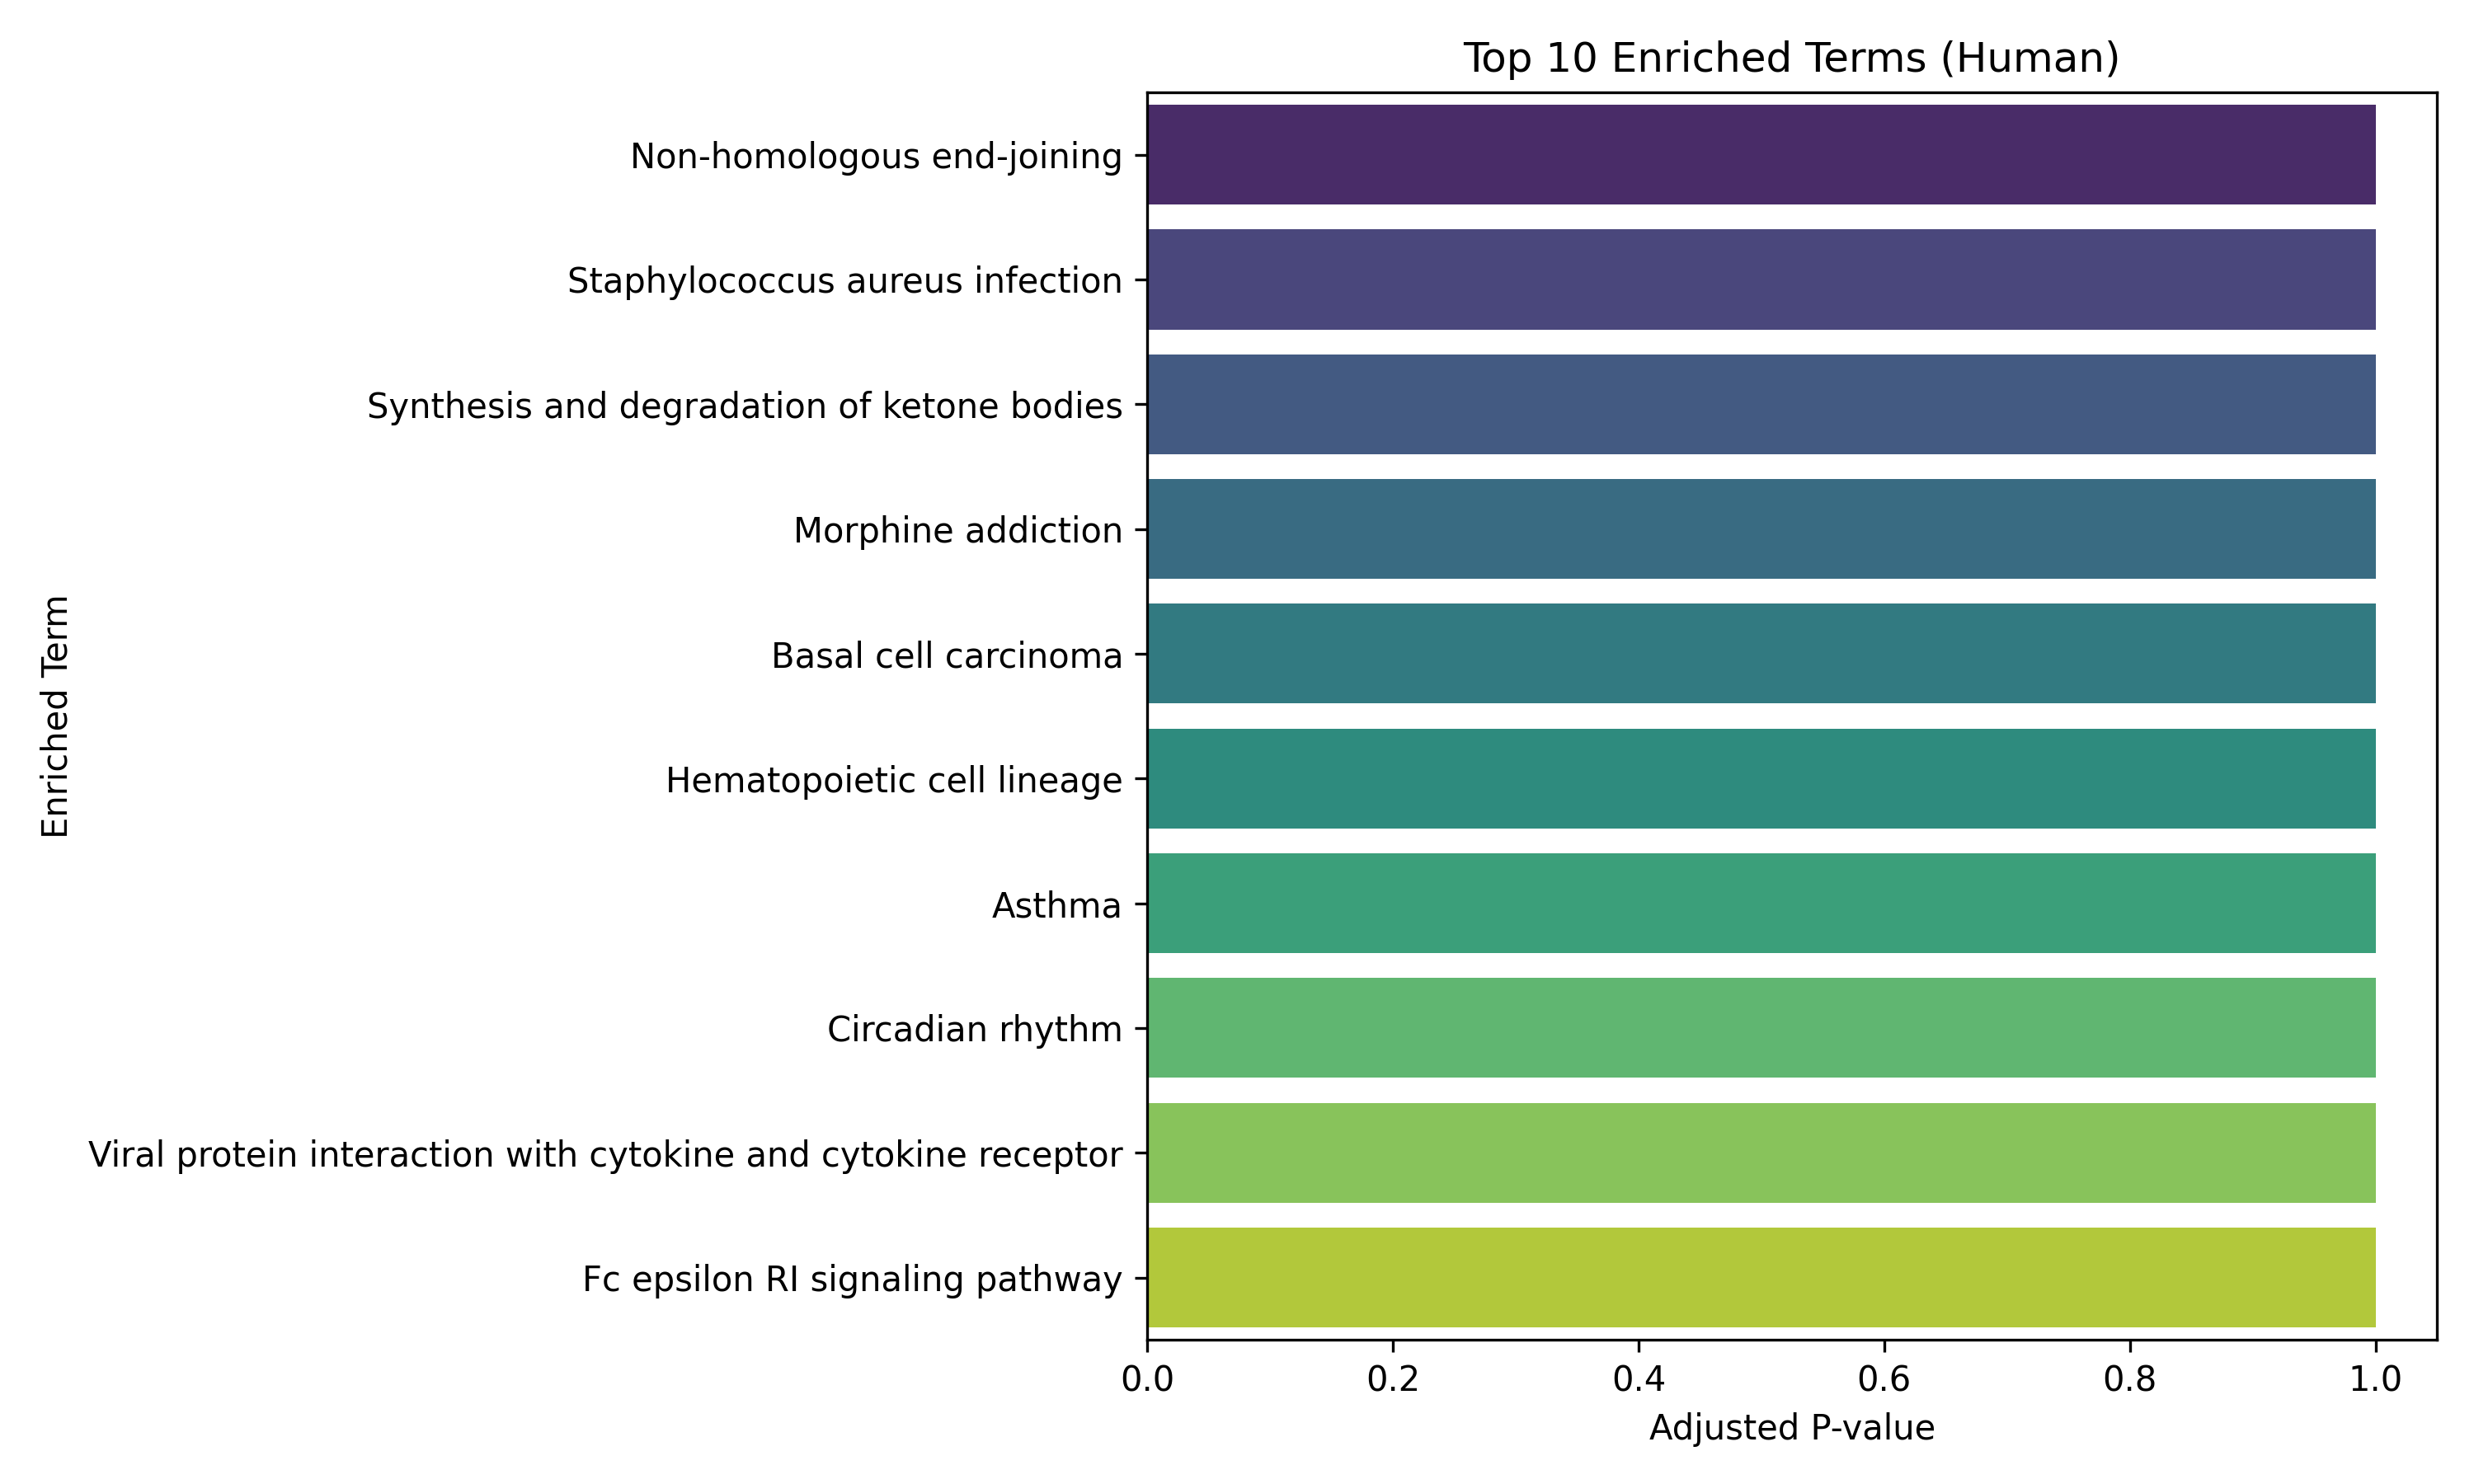 Top 10 Enriched Terms (Human)
Non-homologous end-joining
Staphylococcus aureus infection
Synthesis and degradation of ketone bodies
Morphine addiction
Basal cell carcinoma
Hematopoietic cell lineage
Asthma
Circadian rhythm
Viral protein interaction with cytokine and cytokine receptor
Fc epsilon RI signaling pathway
Enriched Term
0.0 0.2 0.4 0.6 0.8 1.0
Adjusted P-value